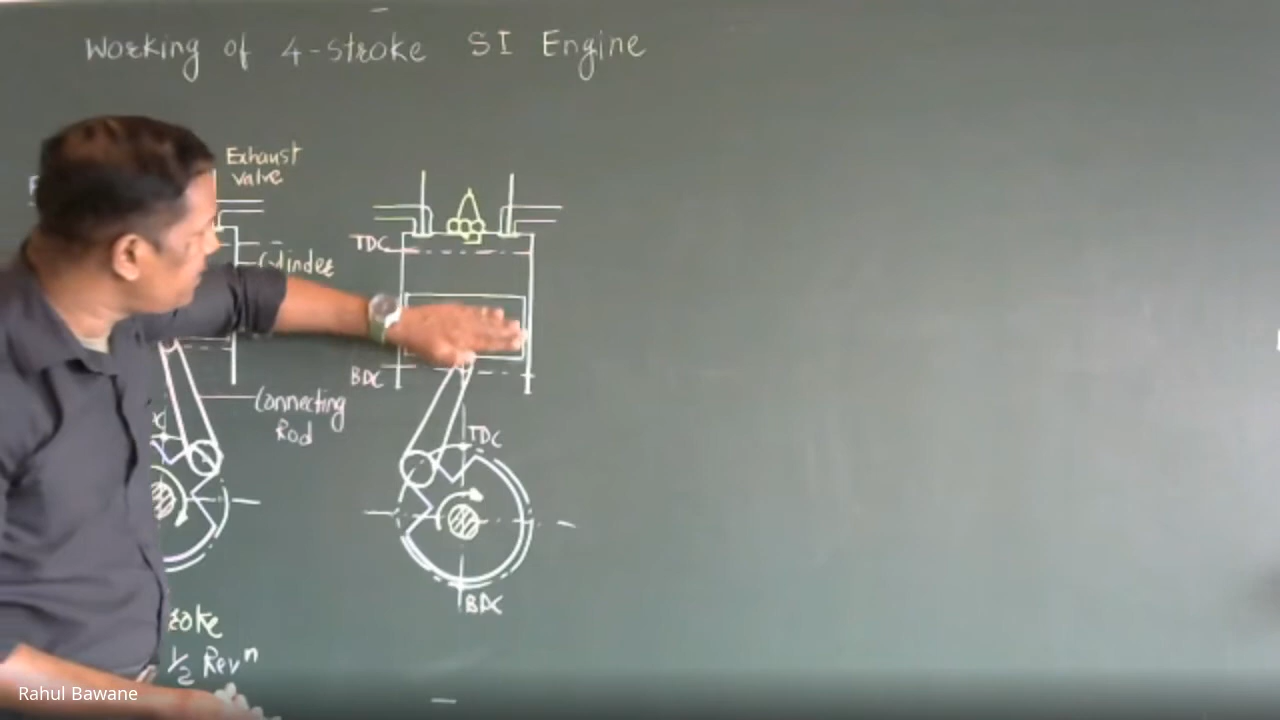 Working of 4-Stroke SI Engine
Exhaust
valve
Cylinder
TDC
BDC
Connecting
Rod
TDC
BDC
1/2 Revn
Rahul Bawane